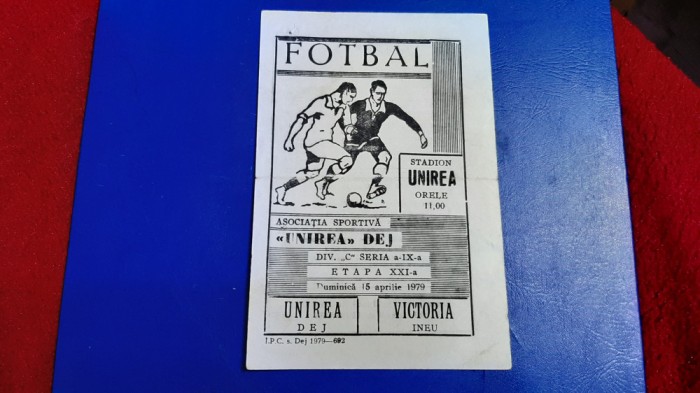 FOTBAL
STADION
UNIREA
ORELE
11,00
ASOCIAȚIA SPORTIVĂ
«UNIREA» DEJ
DIV. „C“ SERIA a-IX-a
ETAPA XXI-a
Duminică 15 aprilie 1979
UNIREA
DEJ
VICTORIA
INEU
I.P.C. s. Dej 1979—692